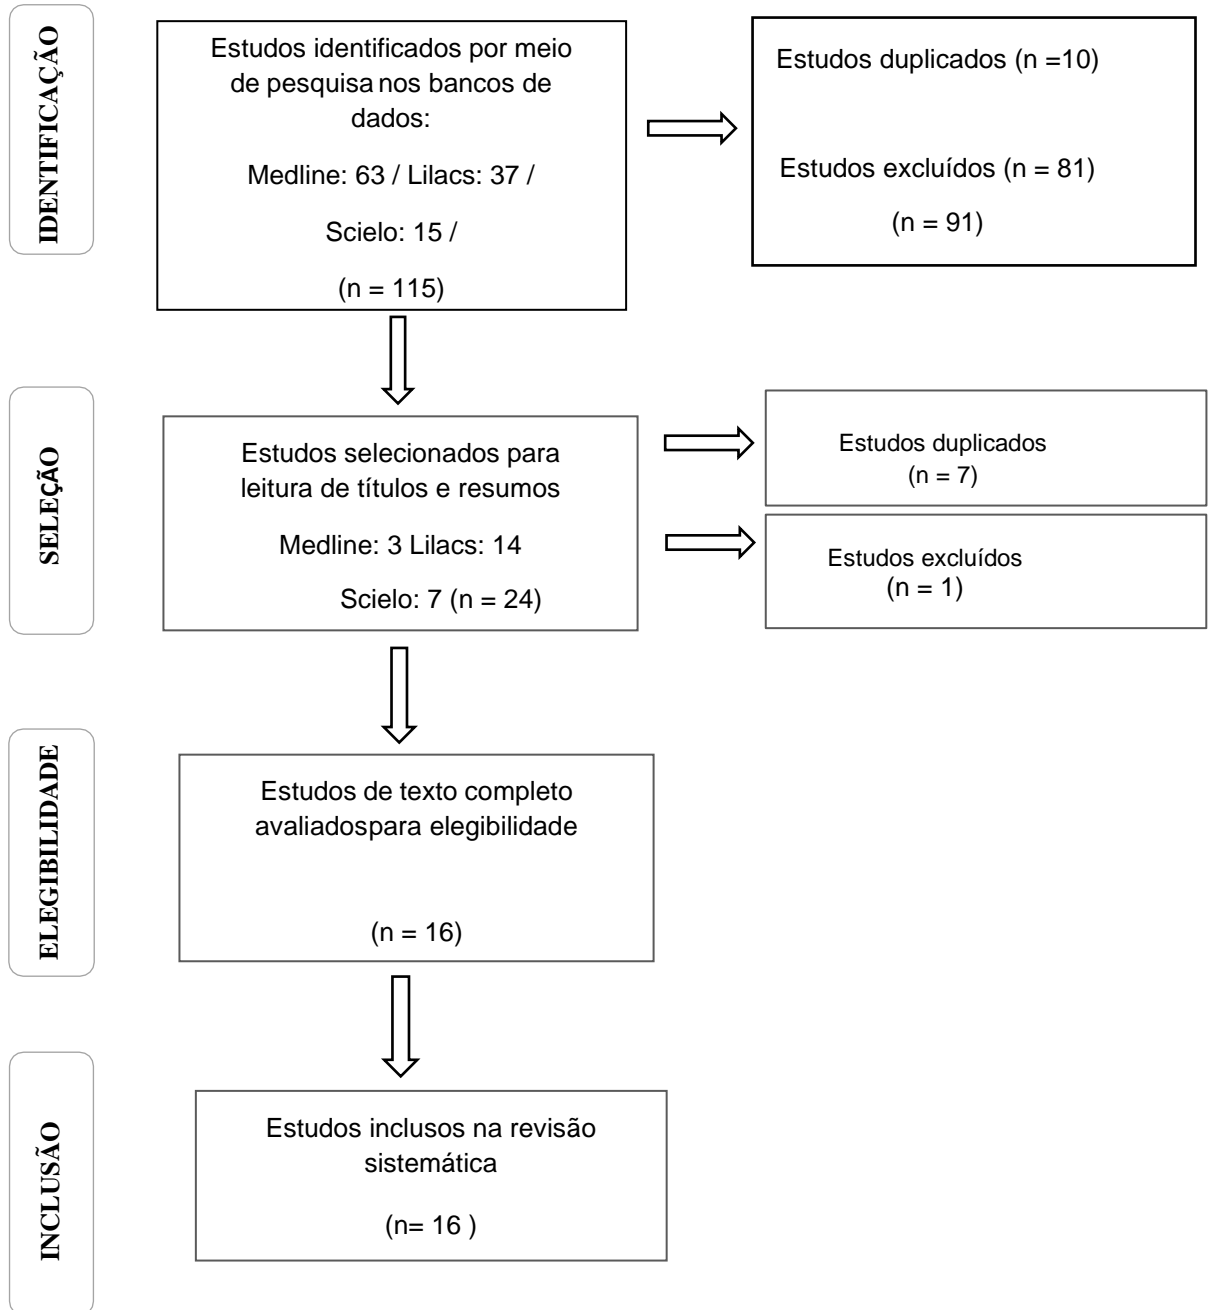 IDENTIFICAÇÃO
Estudos identificados por meio
de pesquisa nos bancos de
dados:
Medline: 63 / Lilacs: 37 /
Scielo: 15 /
(n = 115)
Estudos duplicados (n =10)
Estudos excluídos (n = 81)
(n = 91)
SELEÇÃO
Estudos selecionados para
leitura de títulos e resumos
Medline: 3 Lilacs: 14
Scielo: 7 (n = 24)
Estudos duplicados
(n = 7)
Estudos excluídos
(n = 1)
ELEGIBILIDADE
Estudos de texto completo
avaliadospara elegibilidade
(n = 16)
INCLUSÃO
Estudos inclusos na revisão
sistemática
(n= 16 )